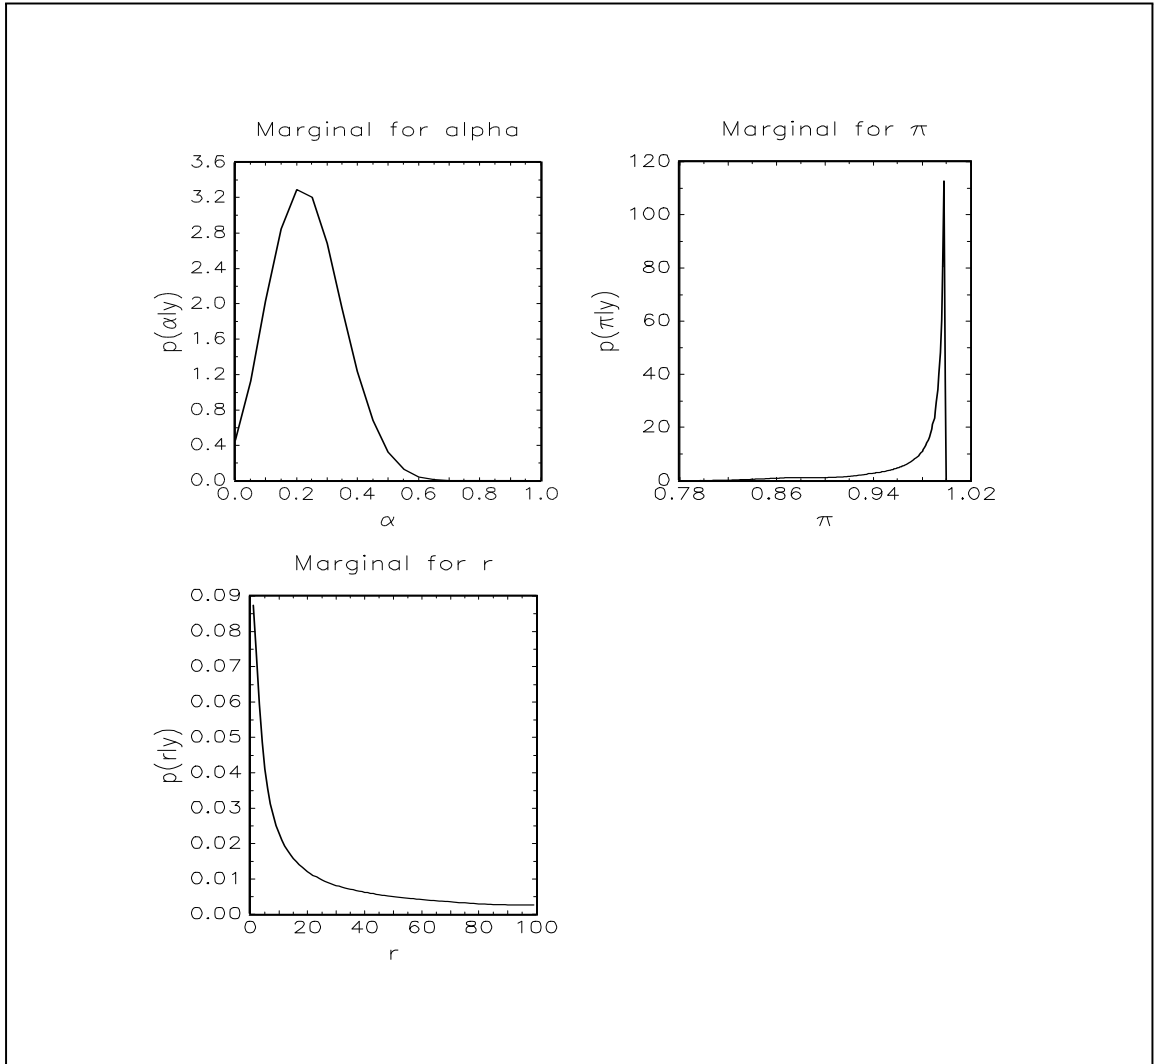 Marginal for alpha
3.6
3.2
2.8
2.4
2.0
1.6
1.2
0.8
0.4
0.0
p(α|y)
0.0 0.2 0.4 0.6 0.8 1.0
α
Marginal for π
120
100
80
60
40
20
0
p(π|y)
0.78 0.86 0.94 1.02
π
Marginal for r
0.09
0.08
0.07
0.06
0.05
0.04
0.03
0.02
0.01
0.00
p(r|y)
0 20 40 60 80 100
r